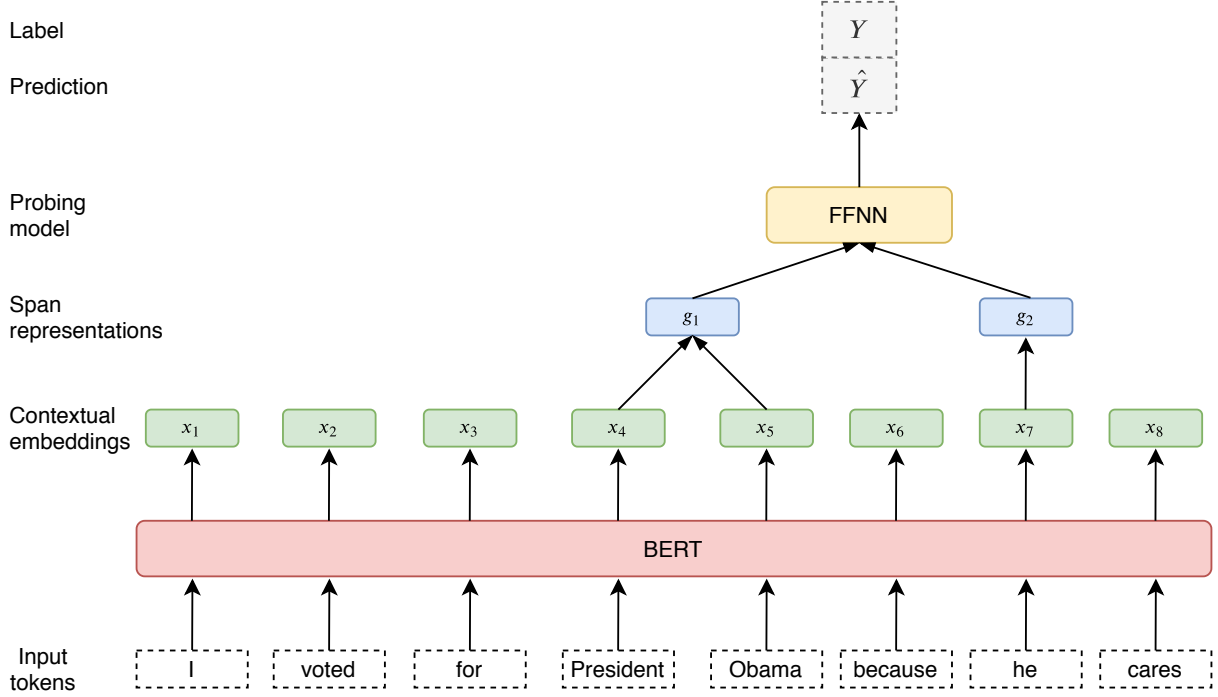 Label
Y
Prediction
Ŷ
Probing
model
FFNN
Span
representations
g₁
g₂
Contextual
embeddings
x₁
x₂
x₃
x₄
x₅
x₆
x₇
x₈
BERT
Input
tokens
I
voted
for
President
Obama
because
he
cares